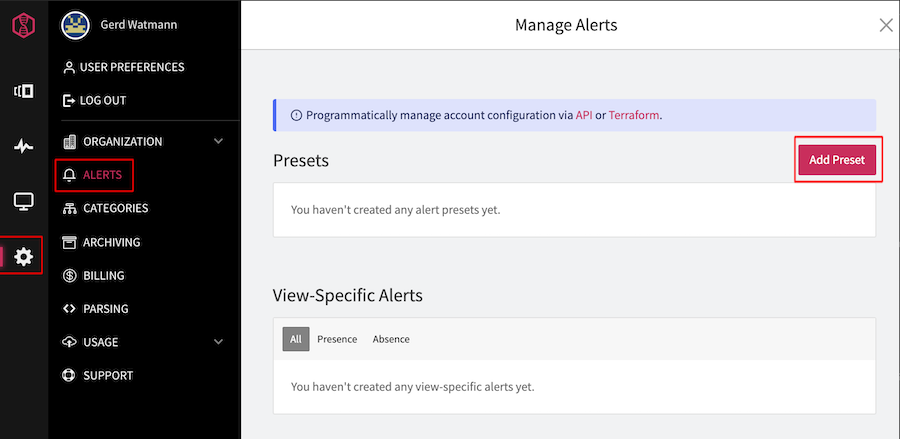 Gerd Watmann
USER PREFERENCES
LOG OUT
ORGANIZATION
ALERTS
CATEGORIES
ARCHIVING
BILLING
PARSING
USAGE
SUPPORT
Manage Alerts
Programmatically manage account configuration via API or Terraform.
Presets
Add Preset
You haven't created any alert presets yet.
View-Specific Alerts
All Presence Absence
You haven't created any view-specific alerts yet.